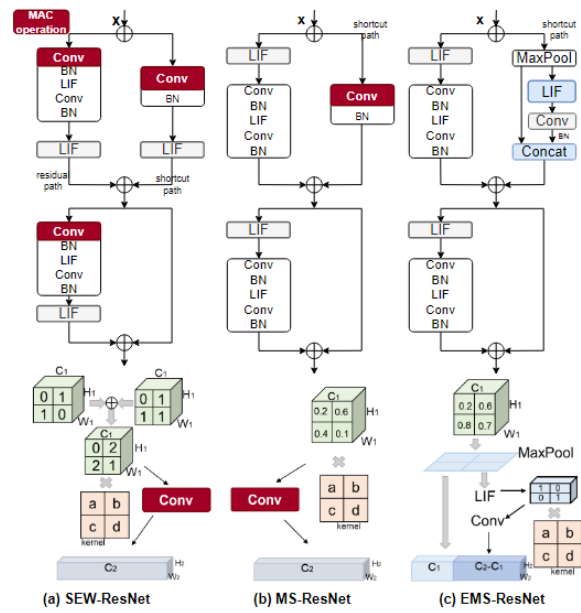 MAC
operation
X
Conv
BN
LIF
Conv
BN
LIF
residual
path
Conv
BN
LIF
shortcut
path
Conv
BN
LIF
Conv
BN
LIF
C1
0 1
1 0
C1
0 1
1 1
H1
W1
C1
0 2
2 1
H1
W1
a b
c d
kernel
Conv
C2
H2
W2
(a) SEW-ResNet
X
shortcut
path
LIF
Conv
BN
LIF
Conv
BN
Conv
BN
LIF
Conv
BN
LIF
Conv
BN
C1
0.2 0.6
0.4 0.1
H1
W1
a b
c d
kernel
Conv
C2
H2
W2
(b) MS-ResNet
X
shortcut
path
LIF
Conv
BN
LIF
Conv
BN
MaxPool
LIF
Conv
BN
Concat
LIF
Conv
BN
LIF
Conv
BN
C1
0.2 0.6
0.8 0.7
H1
W1
MaxPool
LIF
1 0
0 1
Conv
a b
c d
kernel
C1
C2-C1
H2
W2
(c) EMS-ResNet